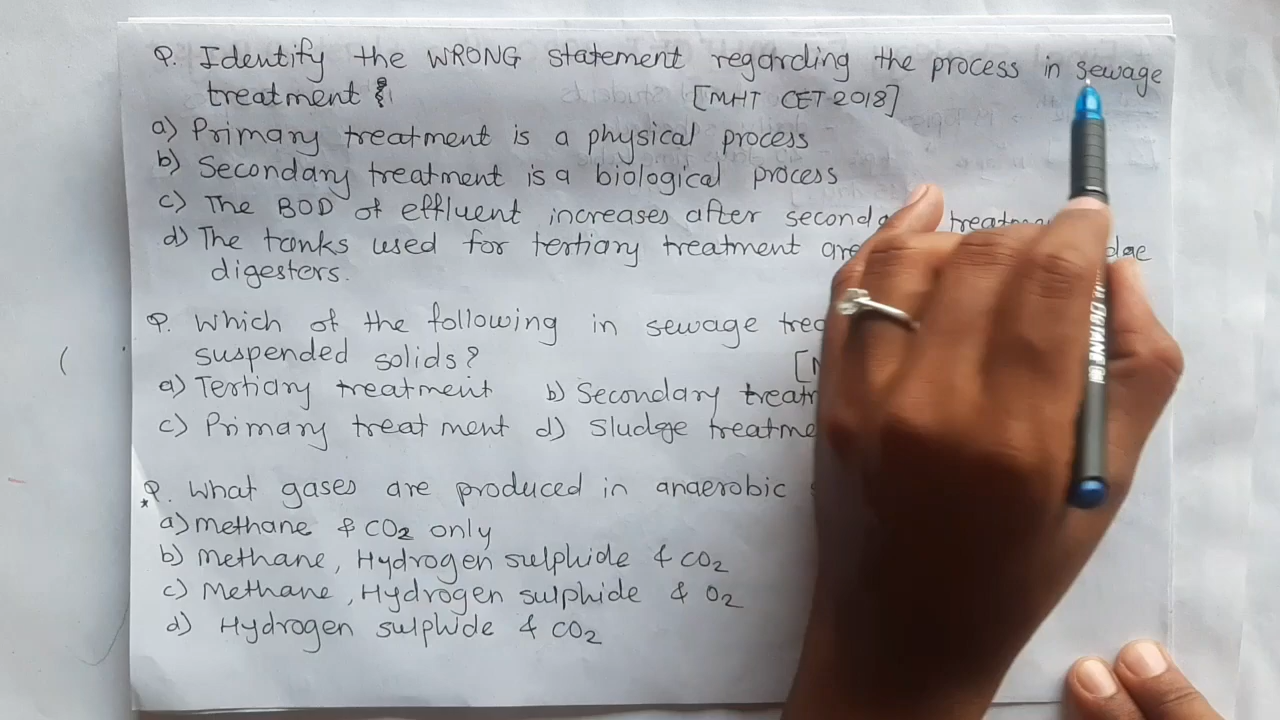 Q. Identify the WRONG statement regarding the process in sewage
treatment :
[MHT CET-2018]
a) Primary treatment is a physical process
b) Secondary treatment is a biological process
c) The BOD of effluent increases after
d) The tanks used for tertiary treatment are
digesters.
Q. Which of the following in sewage
suspended solids?
a) Tertiary treatment b) Secondary
c) Primary treatment d) Sludge
Q. What gases are produced in anaerobic
a) methane & CO2 only
b) methane, Hydrogen sulphide & CO2
c) Methane, Hydrogen sulphide & O2
d) Hydrogen sulphide & CO2